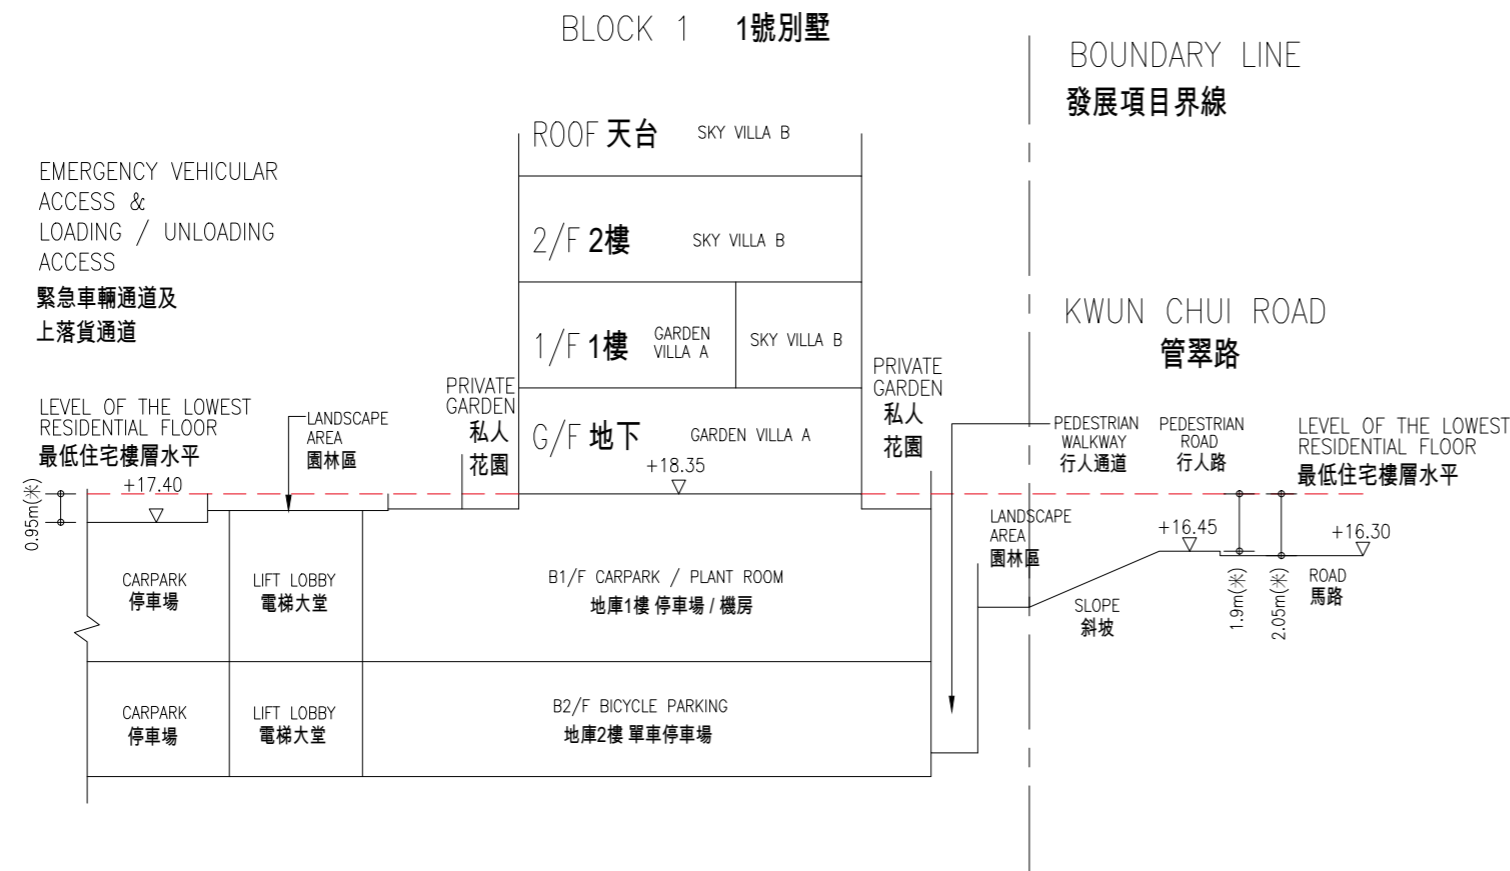 BLOCK 1 1號別墅
BOUNDARY LINE
發展項目界線
ROOF 天台 SKY VILLA B
EMERGENCY VEHICULAR
ACCESS &
LOADING / UNLOADING
ACCESS
緊急車輛通道及
上落貨通道
2/F 2樓 SKY VILLA B
KWUN CHUI ROAD
管翠路
1/F 1樓 GARDEN
VILLA A
SKY VILLA B
PRIVATE
GARDEN
私人
花園
PRIVATE
GARDEN
私人
花園
LEVEL OF THE LOWEST
RESIDENTIAL FLOOR
最低住宅樓層水平
LANDSCAPE
AREA
園林區
G/F 地下 GARDEN VILLA A
PEDESTRIAN
WALKWAY
行人通道
PEDESTRIAN
ROAD
行人路
LEVEL OF THE LOWEST
RESIDENTIAL FLOOR
最低住宅樓層水平
+17.40
+18.35
0.95m(米)
LANDSCAPE
AREA
園林區
+16.45
+16.30
CARPARK
停車場
LIFT LOBBY
電梯大堂
B1/F CARPARK / PLANT ROOM
地庫1樓 停車場 / 機房
SLOPE
斜坡
1.9m(米)
2.05m(米)
ROAD
馬路
CARPARK
停車場
LIFT LOBBY
電梯大堂
B2/F BICYCLE PARKING
地庫2樓 單車停車場